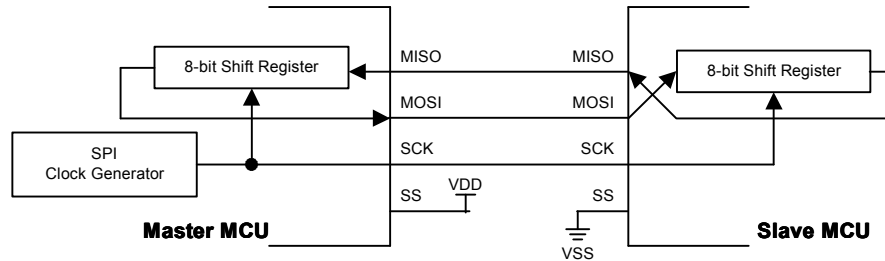 MISO MISO
8-bit Shift Register 8-bit Shift Register
MOSI MOSI
SPI
Clock Generator
SCK SCK
SS VDD SS
Master MCU Slave MCU
VSS